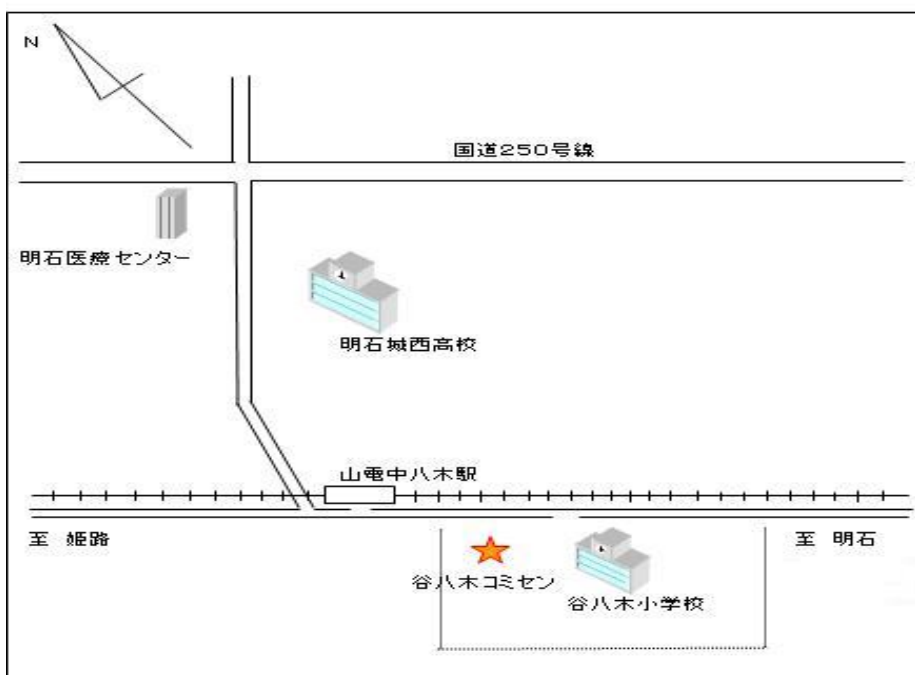 N
国道250号線
明石医療センター
明石城西高校
山電中八木駅
至 姫路
至 明石
谷八木コミセン
谷八木小学校